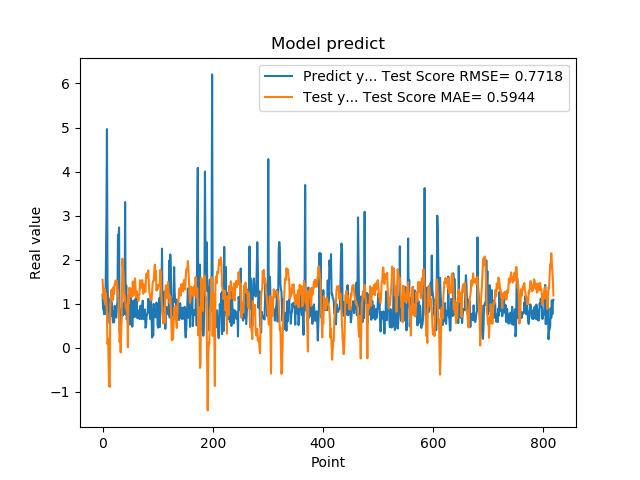 Model predict
Predict y... Test Score RMSE= 0.7718
Test y... Test Score MAE= 0.5944
Real value
6
5
4
3
2
1
0
−1
0 200 400 600 800
Point